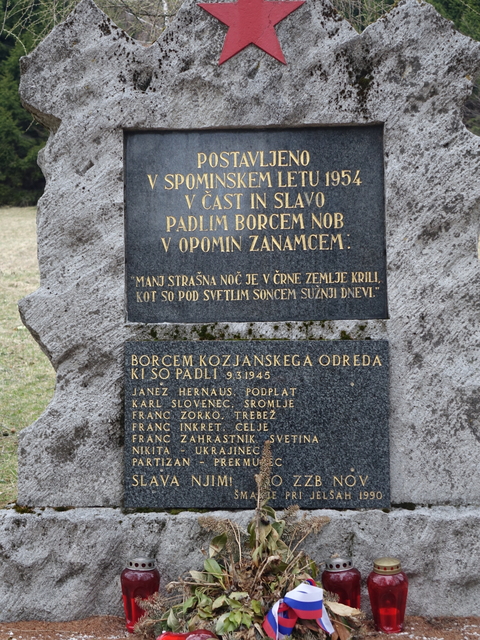 POSTAVLJENO
V SPOMINSKEM LETU 1954
V ČAST IN SLAVO
PADLIM BORCEM NOB
V OPOMIN ZANAMCEM:
"MANJ STRAŠNA NOČ JE V ČRNE ZEMLJE KRILI,
KOT SO POD SVETLIM SONCEM SUŽNJI DNEVI."
BORCEM KOZJANSKEGA ODREDA
KI SO PADLI 9.3.1945
JANEZ HERNAUS, PODPLAT
KARL SLOVENEC, SROMLJE
FRANC ZORKO, TREBEŽ
FRANC INKRET, CELJE
FRANC ZAHRASTNIK, SVETINA
NIKITA - UKRAJINEC
PARTIZAN - PREKMUREC
SLAVA NJIM! O ZZB NOV
ŠMARJE PRI JELŠAH 1990